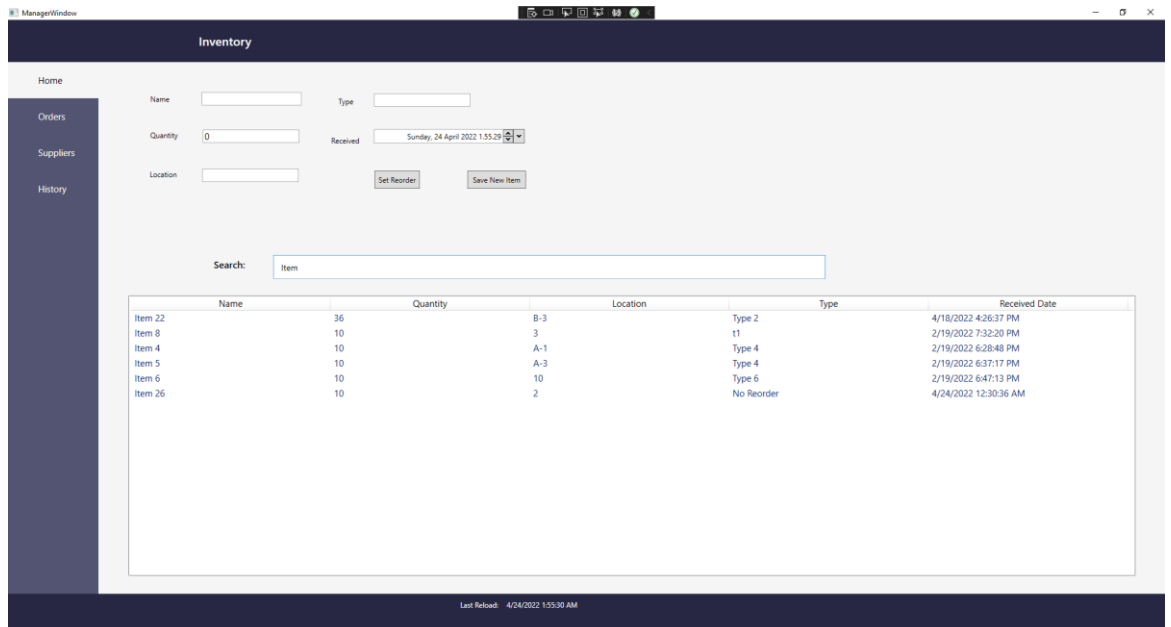 ManagerWindow
Inventory
Home
Orders
Suppliers
History
Name Type
Quantity 0 Received Sunday, 24 April 2022 1.55.29
Location Set Reorder Save New Item
Search: Item
Name Quantity Location Type Received Date
Item 22 36 B-3 Type 2 4/18/2022 4:26:37 PM
Item 8 10 3 t1 2/19/2022 7:32:20 PM
Item 4 10 A-1 Type 4 2/19/2022 6:28:48 PM
Item 5 10 A-3 Type 4 2/19/2022 6:37:17 PM
Item 6 10 10 Type 6 2/19/2022 6:47:13 PM
Item 26 10 2 No Reorder 4/24/2022 12:30:36 AM
Last Reload: 4/24/2022 1:55:30 AM